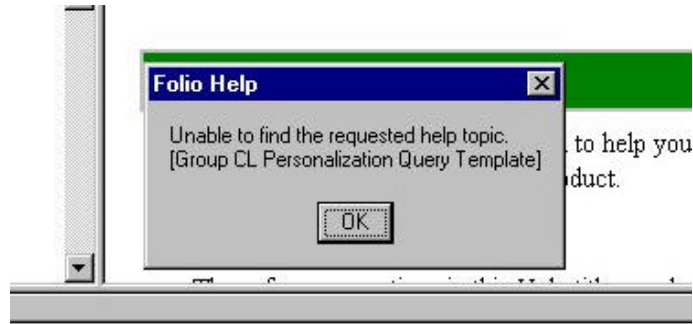 Folio Help
Unable to find the requested help topic.
[Group CL Personalization Query Template]
OK
to help you
duct.